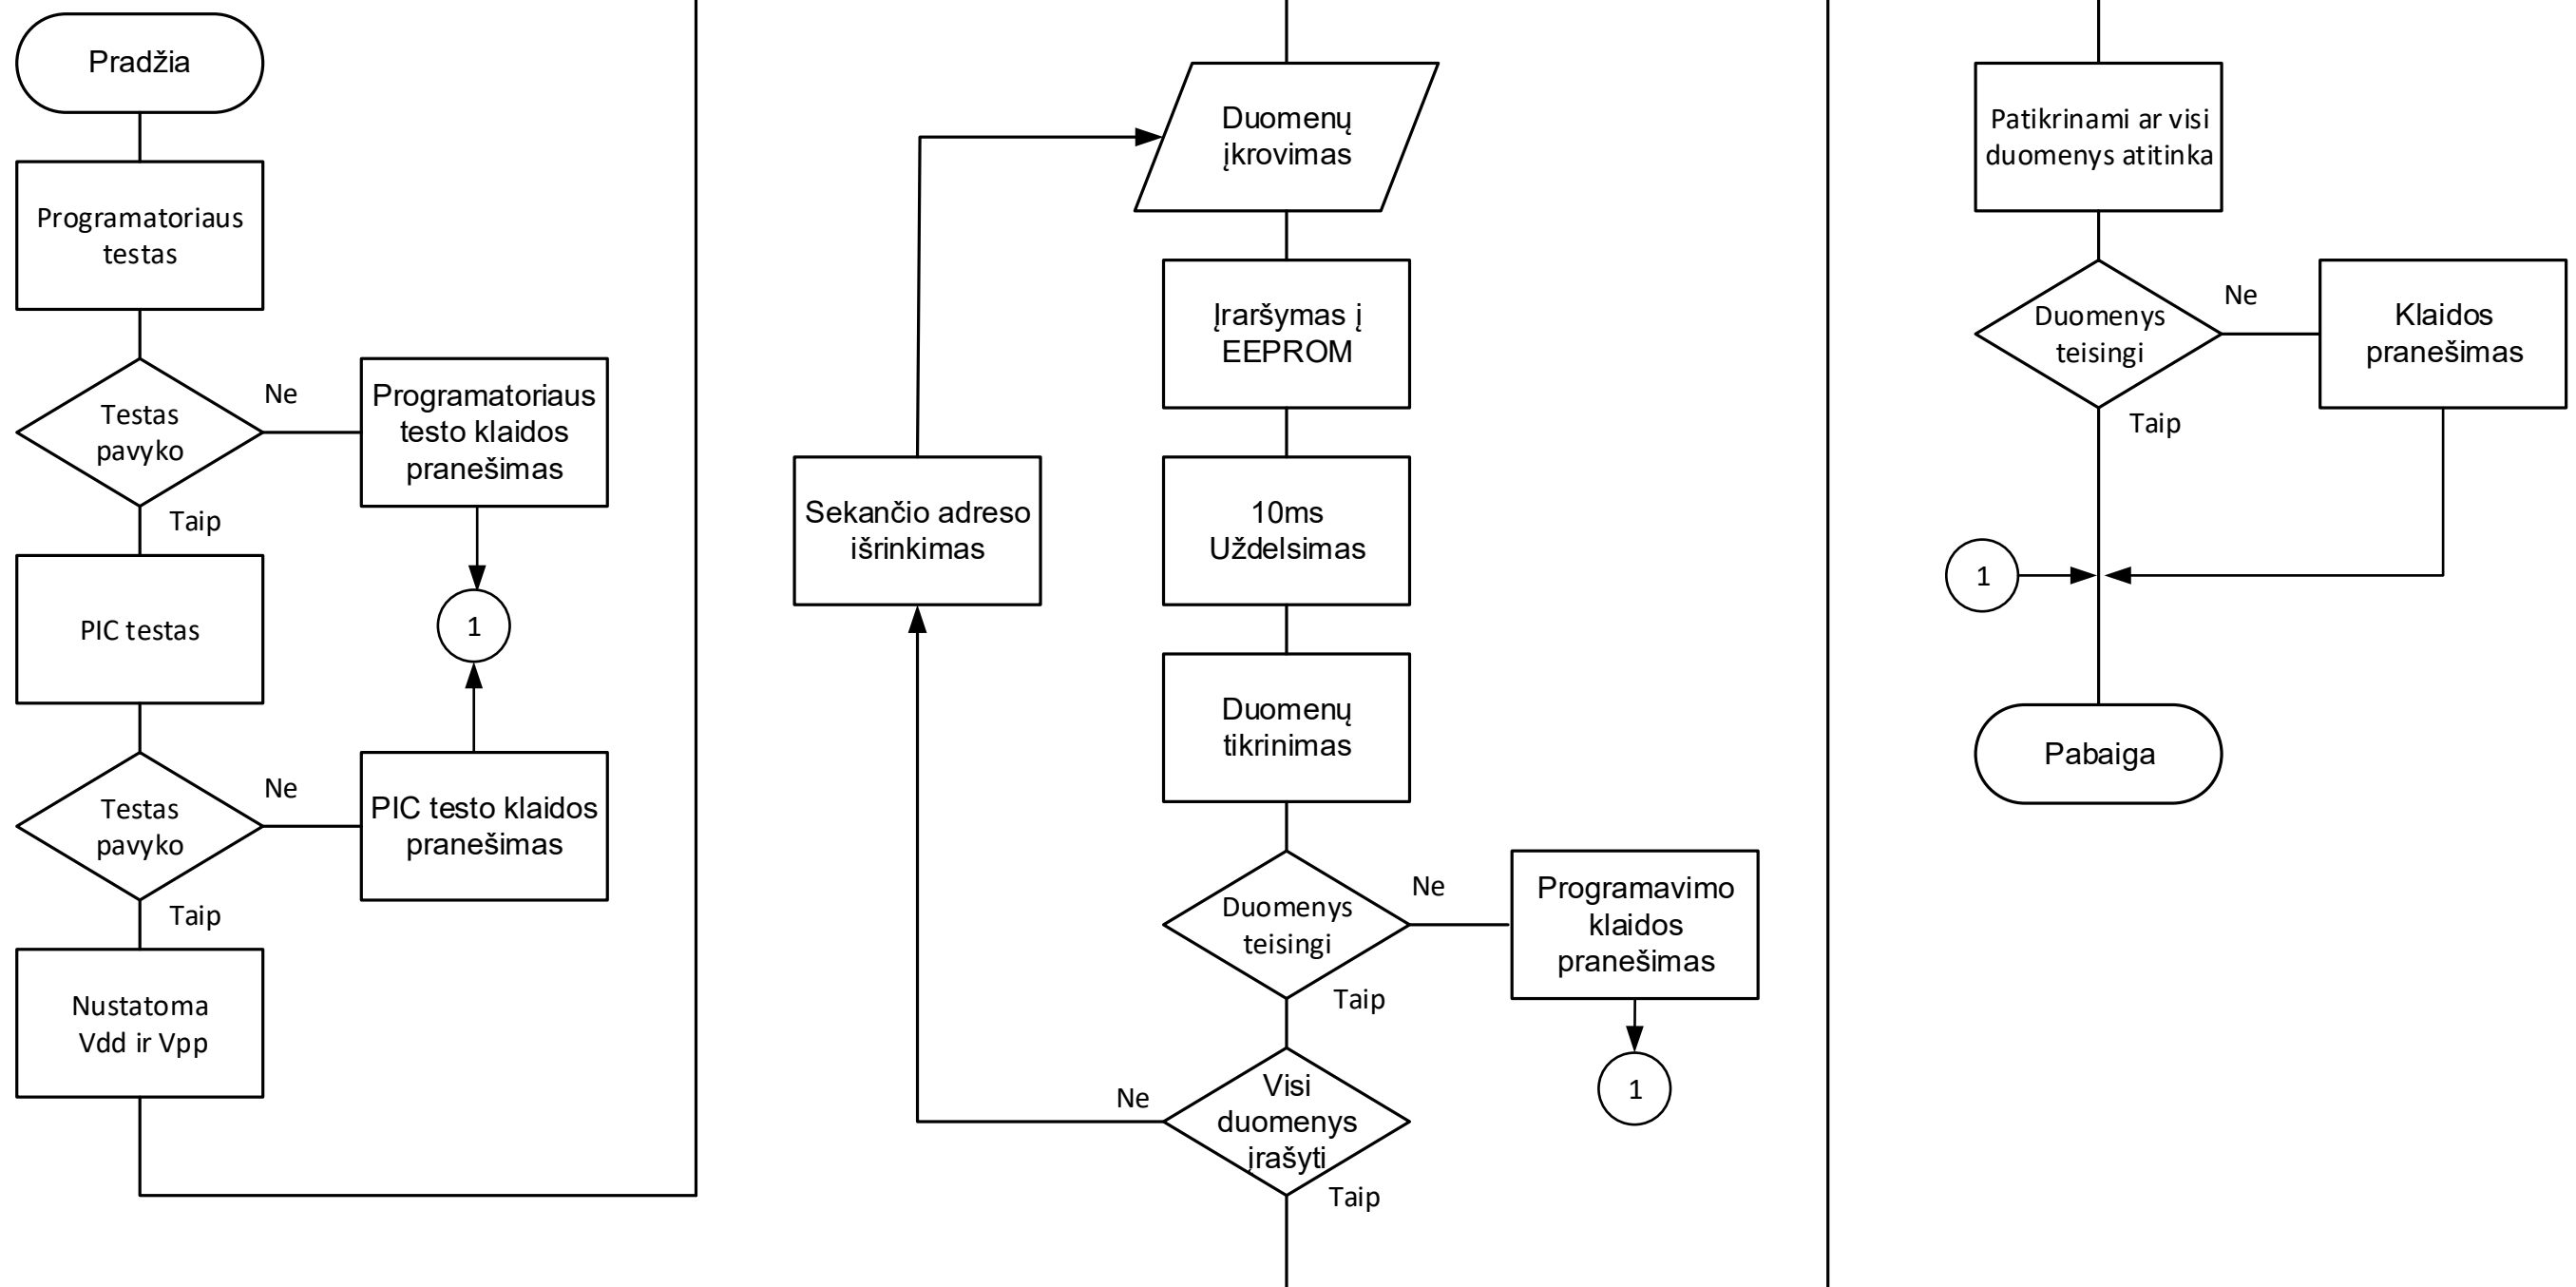 Pradžia
Programatoriaus
testas
Testas
pavyko
Ne
Programatoriaus
testo klaidos
pranešimas
Taip
1
PIC testas
Testas
pavyko
Ne
PIC testo klaidos
pranešimas
Taip
Nustatoma
Vdd ir Vpp
Duomenų
įkrovimas
Įraršymas į
EEPROM
Sekančio adreso
išrinkimas
10ms
Uždelsimas
Duomenų
tikrinimas
Duomenys
teisingi
Ne
Programavimo
klaidos
pranešimas
Taip
1
Visi
duomenys
įrašyti
Ne
Taip
Patikrinami ar visi
duomenys atitinka
Duomenys
teisingi
Ne
Klaidos
pranešimas
Taip
1
Pabaiga